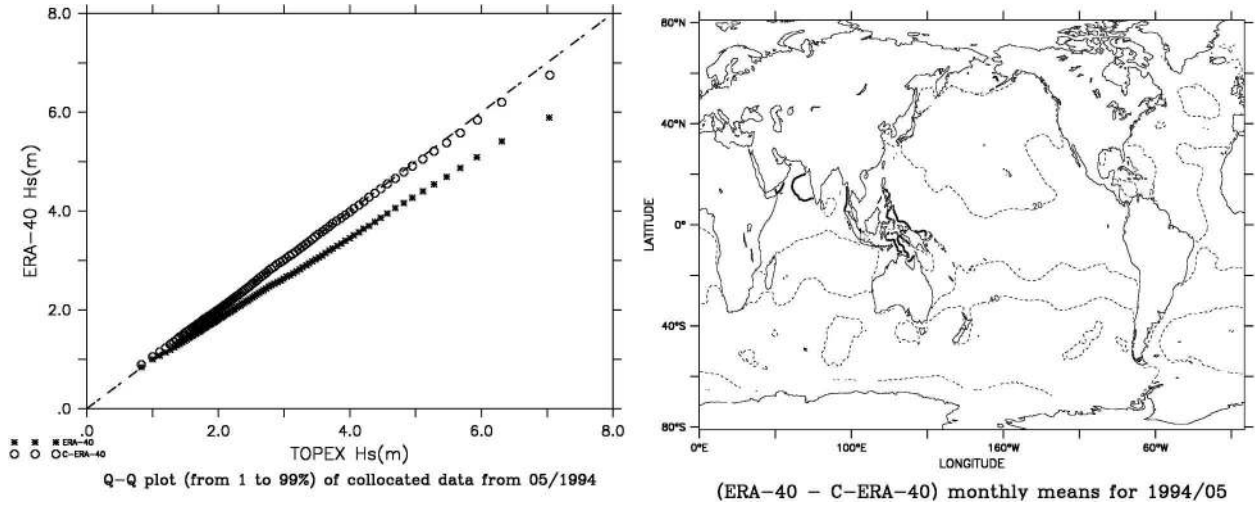 8.0
6.0
4.0
2.0
.0
ERA-40 Hs(m)
.0 2.0 4.0 6.0 8.0
TOPEX Hs(m)
ERA-40
C-ERA-40
Q-Q plot (from 1 to 99%) of collocated data from 05/1994
80°N
40°N
0°
40°S
80°S
LATITUDE
20
40
0°E 100°E 160°W 60°W
LONGITUDE
(ERA-40 - C-ERA-40) monthly means for 1994/05